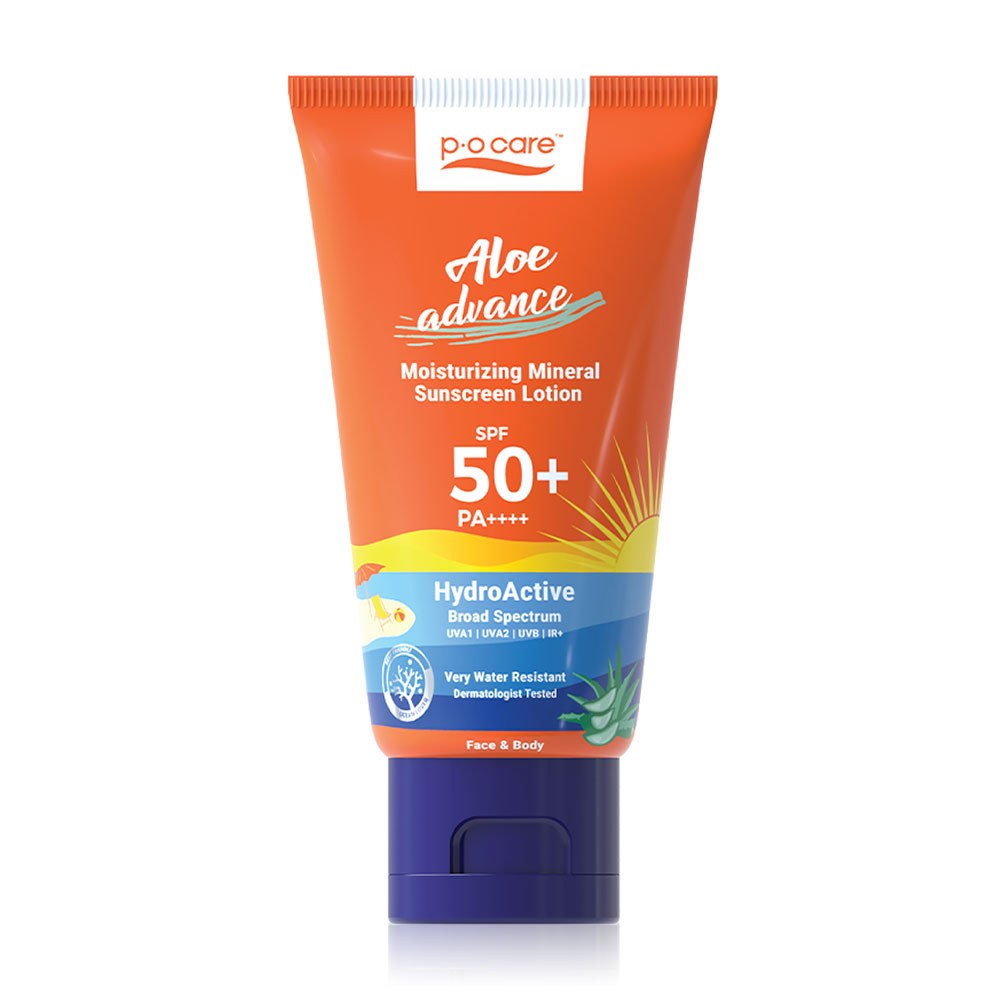 p·o care™
Aloe
advance
Moisturizing Mineral
Sunscreen Lotion
SPF
50+
PA++++
HydroActive
Broad Spectrum
UVA1 | UVA2 | UVB | IR+
Very Water Resistant
Dermatologist Tested
Face & Body